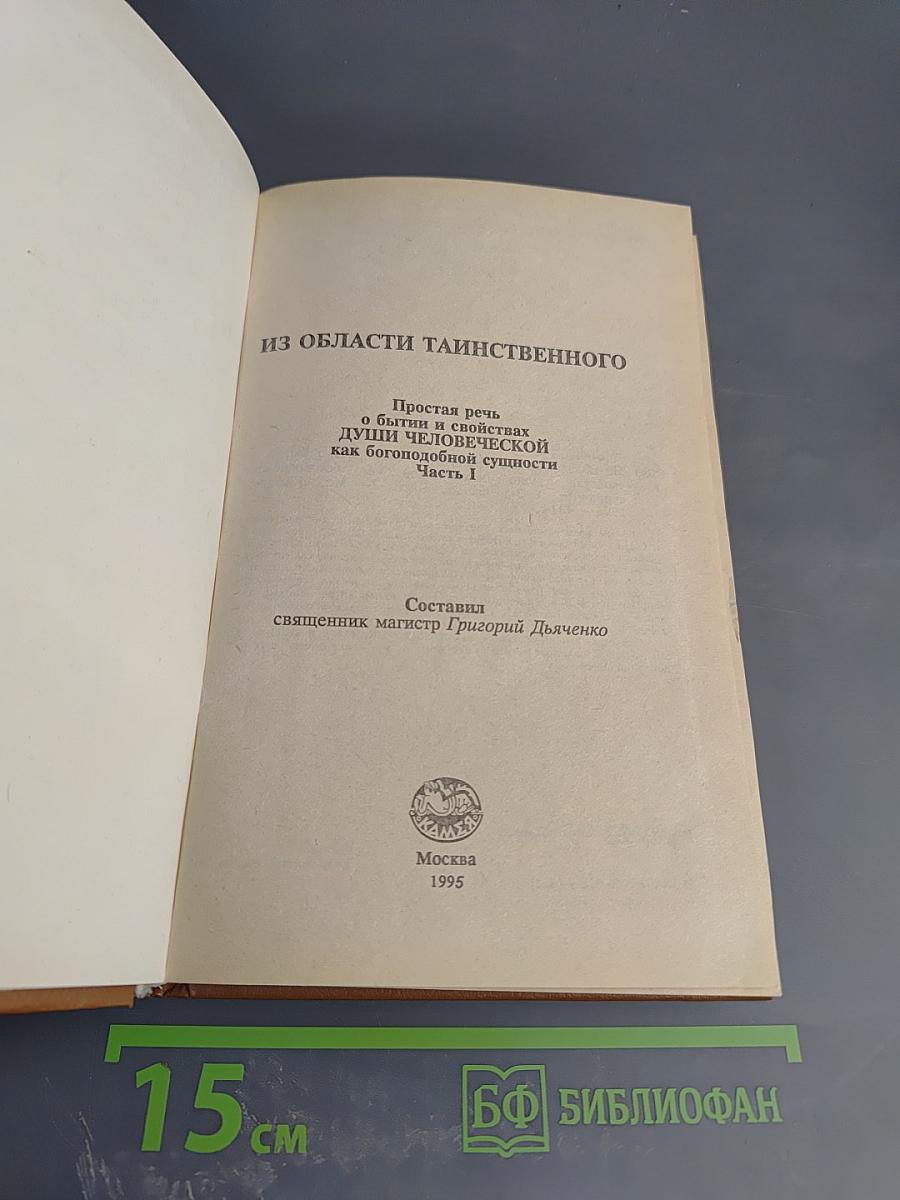 ИЗ ОБЛАСТИ ТАИНСТВЕННОГО
Простая речь
о бытии и свойствах
ДУШИ ЧЕЛОВЕЧЕСКОЙ
как богоподобной сущности
Часть I
Составил
священник магистр Григорий Дьяченко
КАМЕЯ
Москва
1995
15 см
БФ БИБЛИОФАН